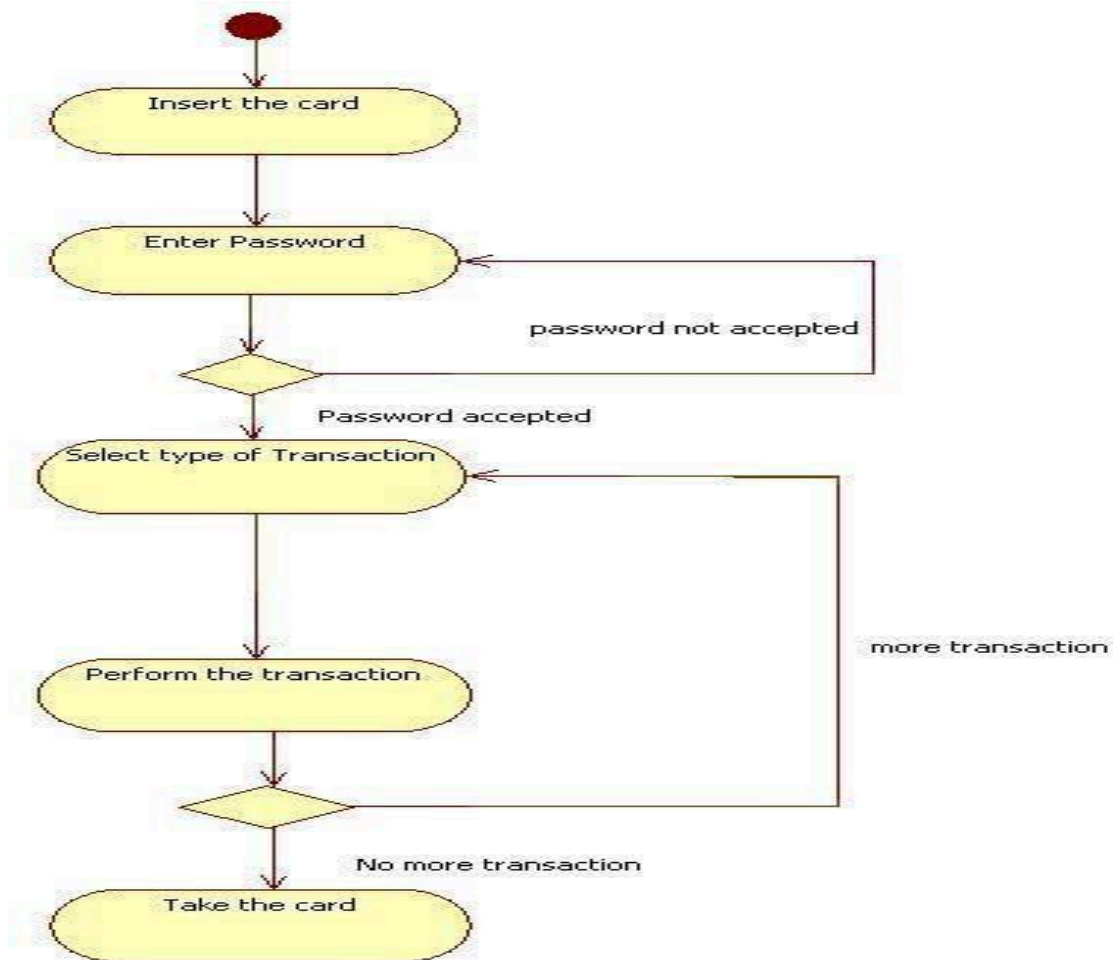 Insert the card
Enter Password
password not accepted
Password accepted
Select type of Transaction
more transaction
Perform the transaction
No more transaction
Take the card